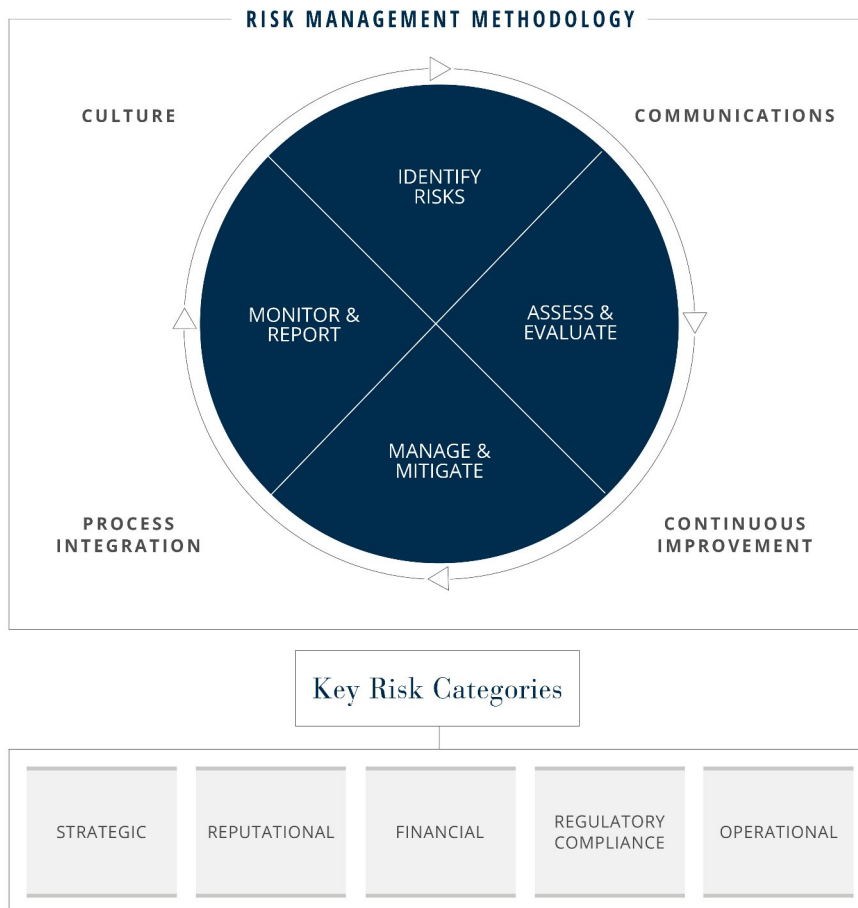 RISK MANAGEMENT METHODOLOGY
CULTURE
COMMUNICATIONS
IDENTIFY
RISKS
MONITOR &
REPORT
ASSESS &
EVALUATE
MANAGE &
MITIGATE
PROCESS
INTEGRATION
CONTINUOUS
IMPROVEMENT
Key Risk Categories
STRATEGIC
REPUTATIONAL
FINANCIAL
REGULATORY
COMPLIANCE
OPERATIONAL